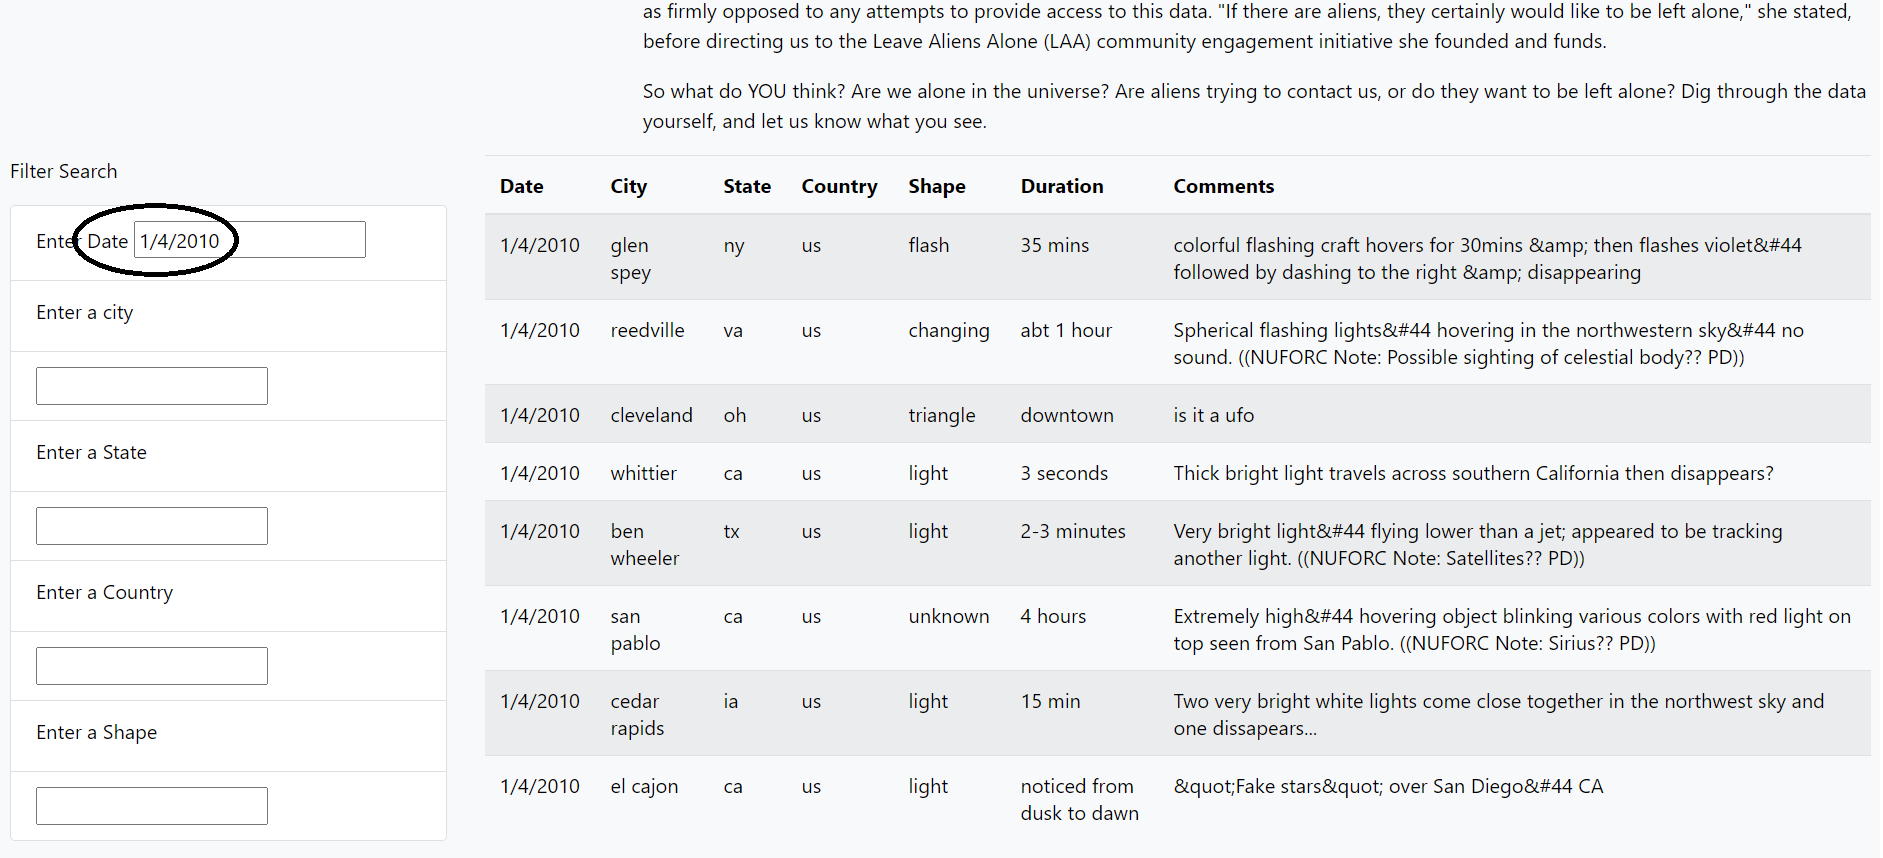 as firmly opposed to any attempts to provide access to this data. "If there are aliens, they certainly would like to be left alone," she stated,
before directing us to the Leave Aliens Alone (LAA) community engagement initiative she founded and funds.
So what do YOU think? Are we alone in the universe? Are aliens trying to contact us, or do they want to be left alone? Dig through the data
yourself, and let us know what you see.
Filter Search
Enter Date 1/4/2010
Enter a city
Enter a State
Enter a Country
Enter a Shape
Date City State Country Shape Duration Comments
1/4/2010 glen ny us flash 35 mins colorful flashing craft hovers for 30mins &amp; then flashes violet&#44
spey followed by dashing to the right &amp; disappearing
1/4/2010 reedville va us changing abt 1 hour Spherical flashing lights&#44 hovering in the northwestern sky&#44 no
sound. ((NUFORC Note: Possible sighting of celestial body?? PD))
1/4/2010 cleveland oh us triangle downtown is it a ufo
1/4/2010 whittier ca us light 3 seconds Thick bright light travels across southern California then disappears?
1/4/2010 ben tx us light 2-3 minutes Very bright light&#44 flying lower than a jet; appeared to be tracking
wheeler another light. ((NUFORC Note: Satellites?? PD))
1/4/2010 san ca us unknown 4 hours Extremely high&#44 hovering object blinking various colors with red light on
pablo top seen from San Pablo. ((NUFORC Note: Sirius?? PD))
1/4/2010 cedar ia us light 15 min Two very bright white lights come close together in the northwest sky and
rapids one dissapears...
1/4/2010 el cajon ca us light noticed from &quot;Fake stars&quot; over San Diego&#44 CA
dusk to dawn